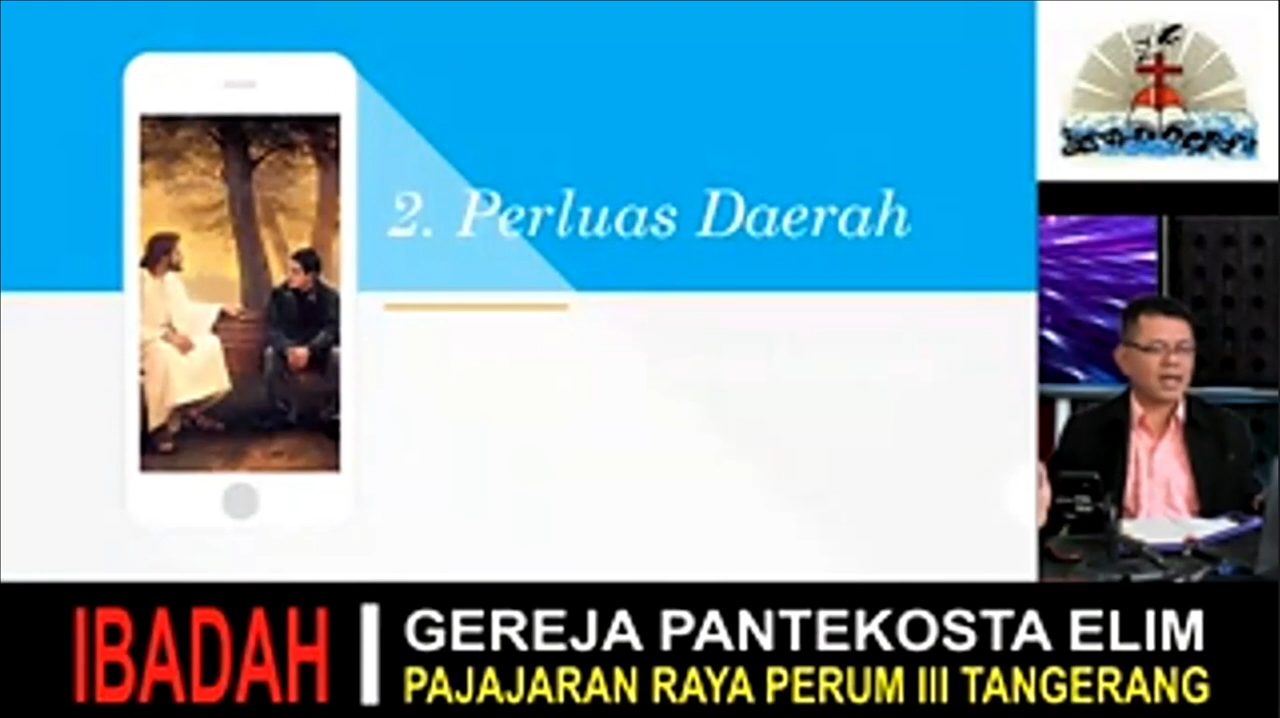 2. Perluas Daerah
IBADAH
GEREJA PANTEKOSTA ELIM
PAJAJARAN RAYA PERUM III TANGERANG